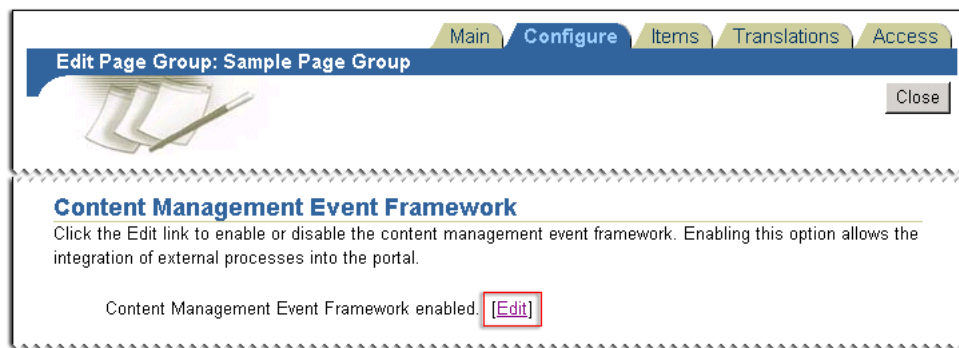 Main Configure Items Translations Access
Edit Page Group: Sample Page Group
Close
Content Management Event Framework
Click the Edit link to enable or disable the content management event framework. Enabling this option allows the
integration of external processes into the portal.
Content Management Event Framework enabled. [Edit]